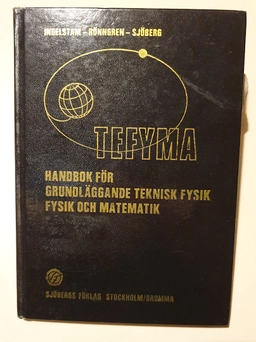 INGELSTAM - RÖNNGREN - SJÖBERG
TEFYMA
HANDBOK FÖR
GRUNDLÄGGANDE TEKNISK FYSIK
FYSIK OCH MATEMATIK
SJÖBERGS FÖRLAG STOCKHOLM/BROMMA